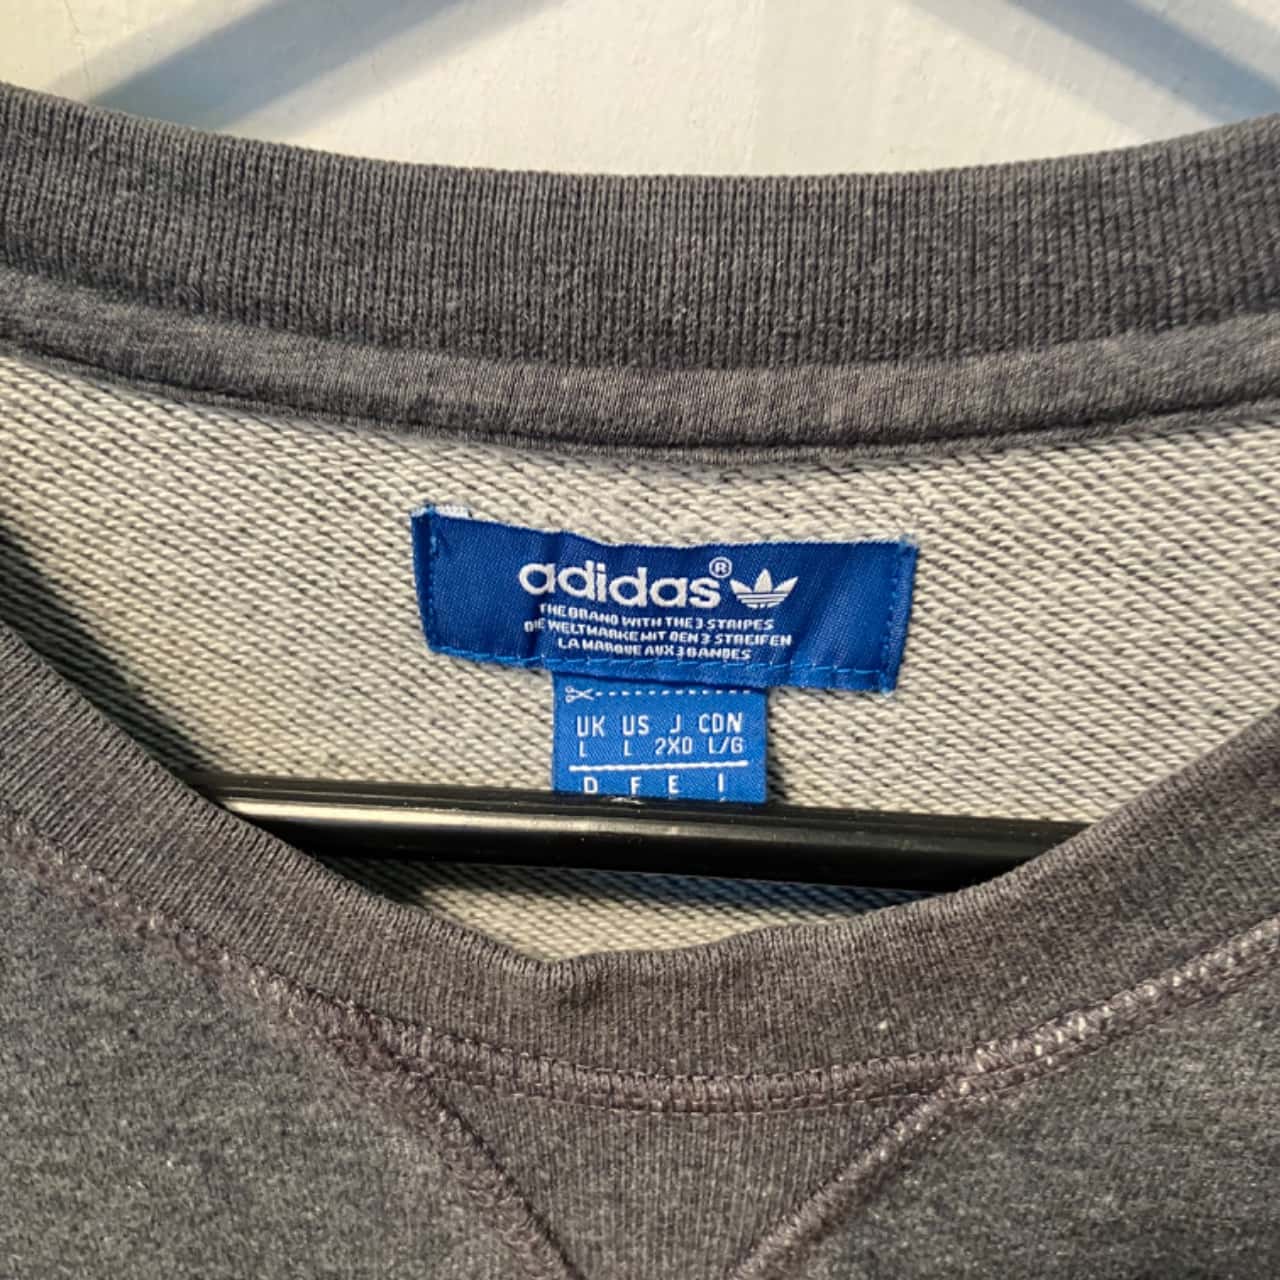 adidas®
THE BRAND WITH THE 3 STRIPES
DIE WELTMARKE MIT DEN 3 STREIFEN
LA MARQUE AUX 3 BANDES
UK US J CDN
L L 2XO L/G
D F E I